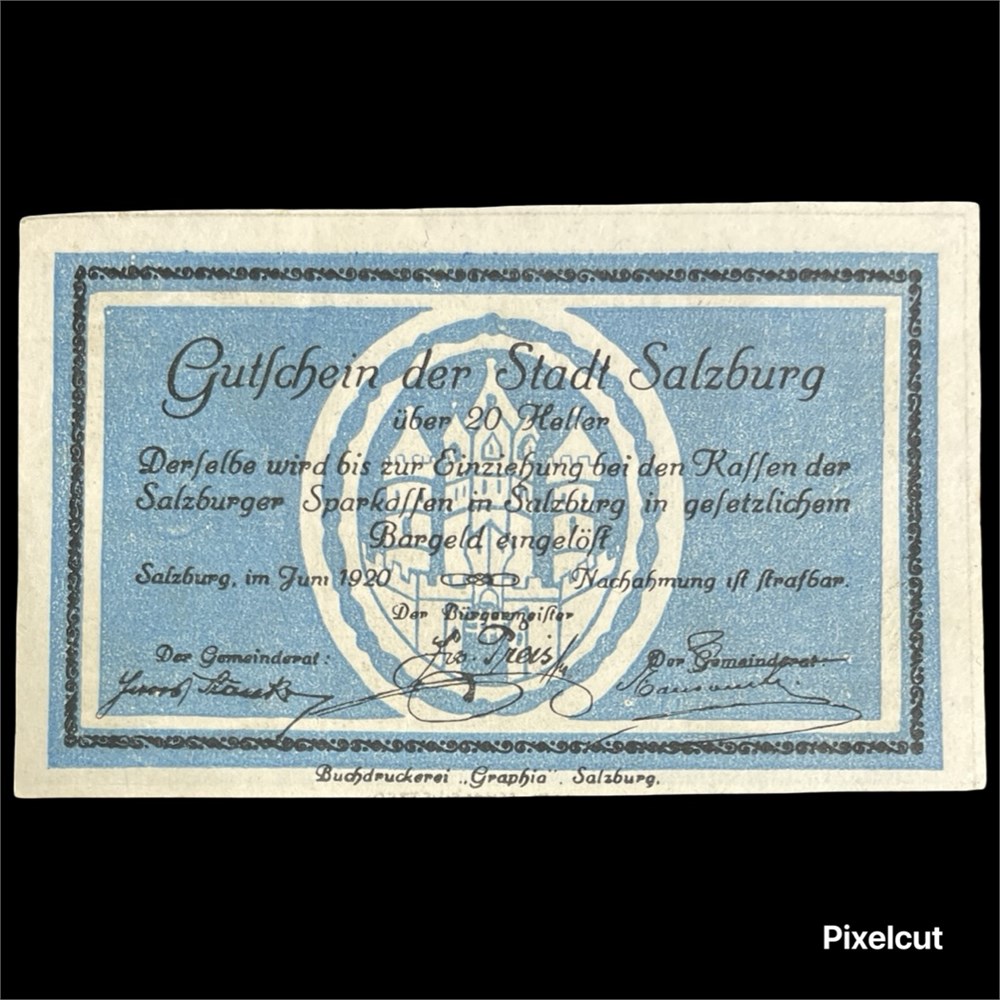 Gutſchein der Stadt Salzburg
über 20 Heller
Derſelbe wird bis zur Einziehung bei den Kaſſen der
Salzburger Sparkaſſen in Salzburg in geſetzlichem
Bargeld eingelöſt
Salzburg, im Juni 1920 Nachahmung iſt ſtrafbar.
Der Bürgermeiſter
Der Gemeinderat: Jos. Preis Der Gemeinderat:
Buchdruckerei „Graphia", Salzburg.
Pixelcut